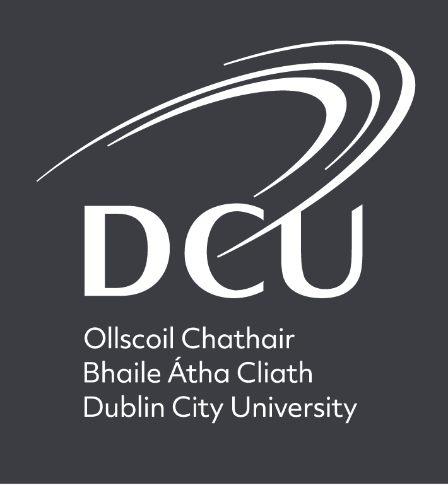 DCU
Ollscoil Chathair
Bhaile Átha Cliath
Dublin City University